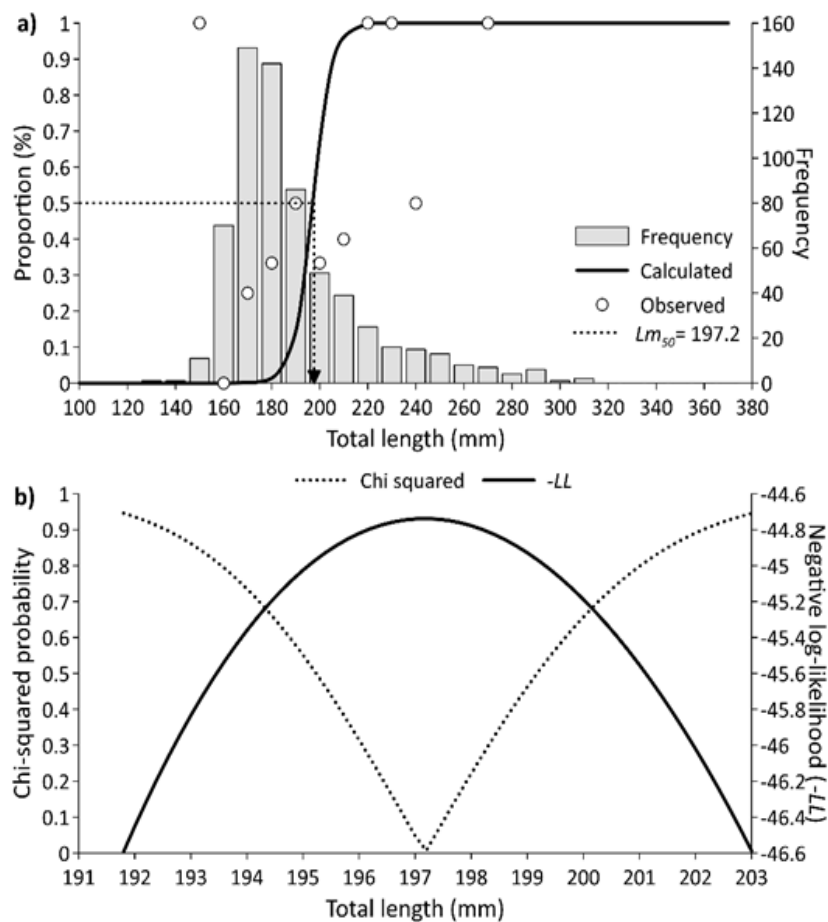 a)
Proportion (%)
1
0.9
0.8
0.7
0.6
0.5
0.4
0.3
0.2
0.1
0
160
140
120
100
80
60
40
20
0
Frequency
Frequency
Calculated
Observed
Lm50= 197.2
100 120 140 160 180 200 220 240 260 280 300 320 340 360 380
Total length (mm)
b)
Chi squared -LL
Chi-squared probability
1
0.9
0.8
0.7
0.6
0.5
0.4
0.3
0.2
0.1
0
-44.6
-44.8
-45
-45.2
-45.4
-45.6
-45.8
-46
-46.2
-46.4
-46.6
Negative log-likelihood (-LL)
191 192 193 194 195 196 197 198 199 200 201 202 203
Total length (mm)